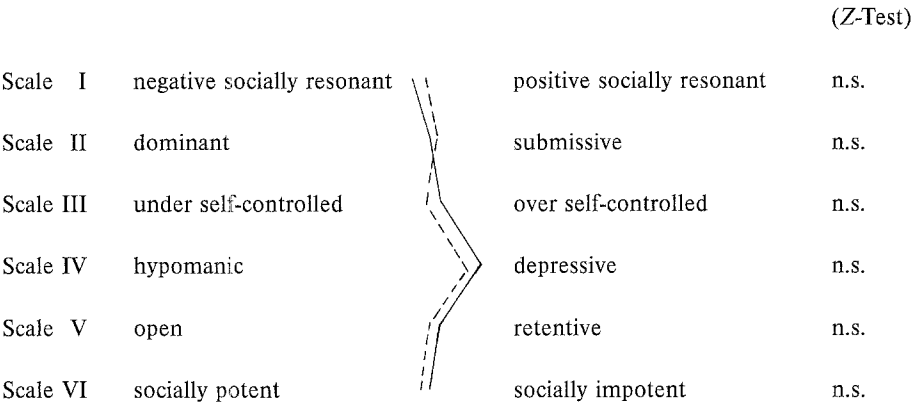 (Z-Test)
Scale I negative socially resonant positive socially resonant n.s.
Scale II dominant submissive n.s.
Scale III under self-controlled over self-controlled n.s.
Scale IV hypomanic depressive n.s.
Scale V open retentive n.s.
Scale VI socially potent socially impotent n.s.